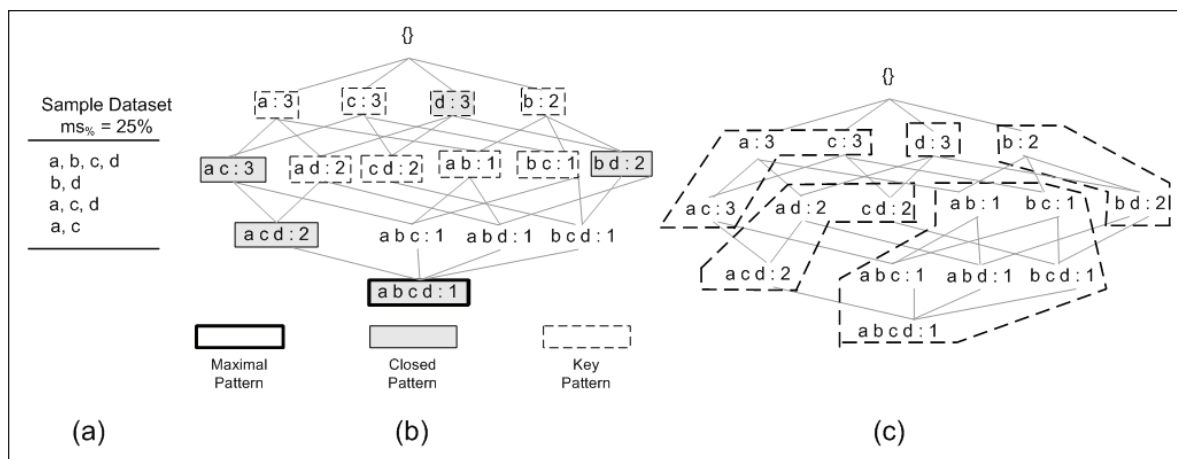 Sample Dataset
ms% = 25%
a, b, c, d
b, d
a, c, d
a, c
(a)
{}
a : 3 c : 3 d : 3 b : 2
a c : 3 a d : 2 c d : 2 a b : 1 b c : 1 b d : 2
a c d : 2 a b c : 1 a b d : 1 b c d : 1
a b c d : 1
Maximal
Pattern
Closed
Pattern
Key
Pattern
(b)
{}
a : 3 c : 3 d : 3 b : 2
a c : 3 a d : 2 c d : 2 a b : 1 b c : 1 b d : 2
a c d : 2 a b c : 1 a b d : 1 b c d : 1
a b c d : 1
(c)